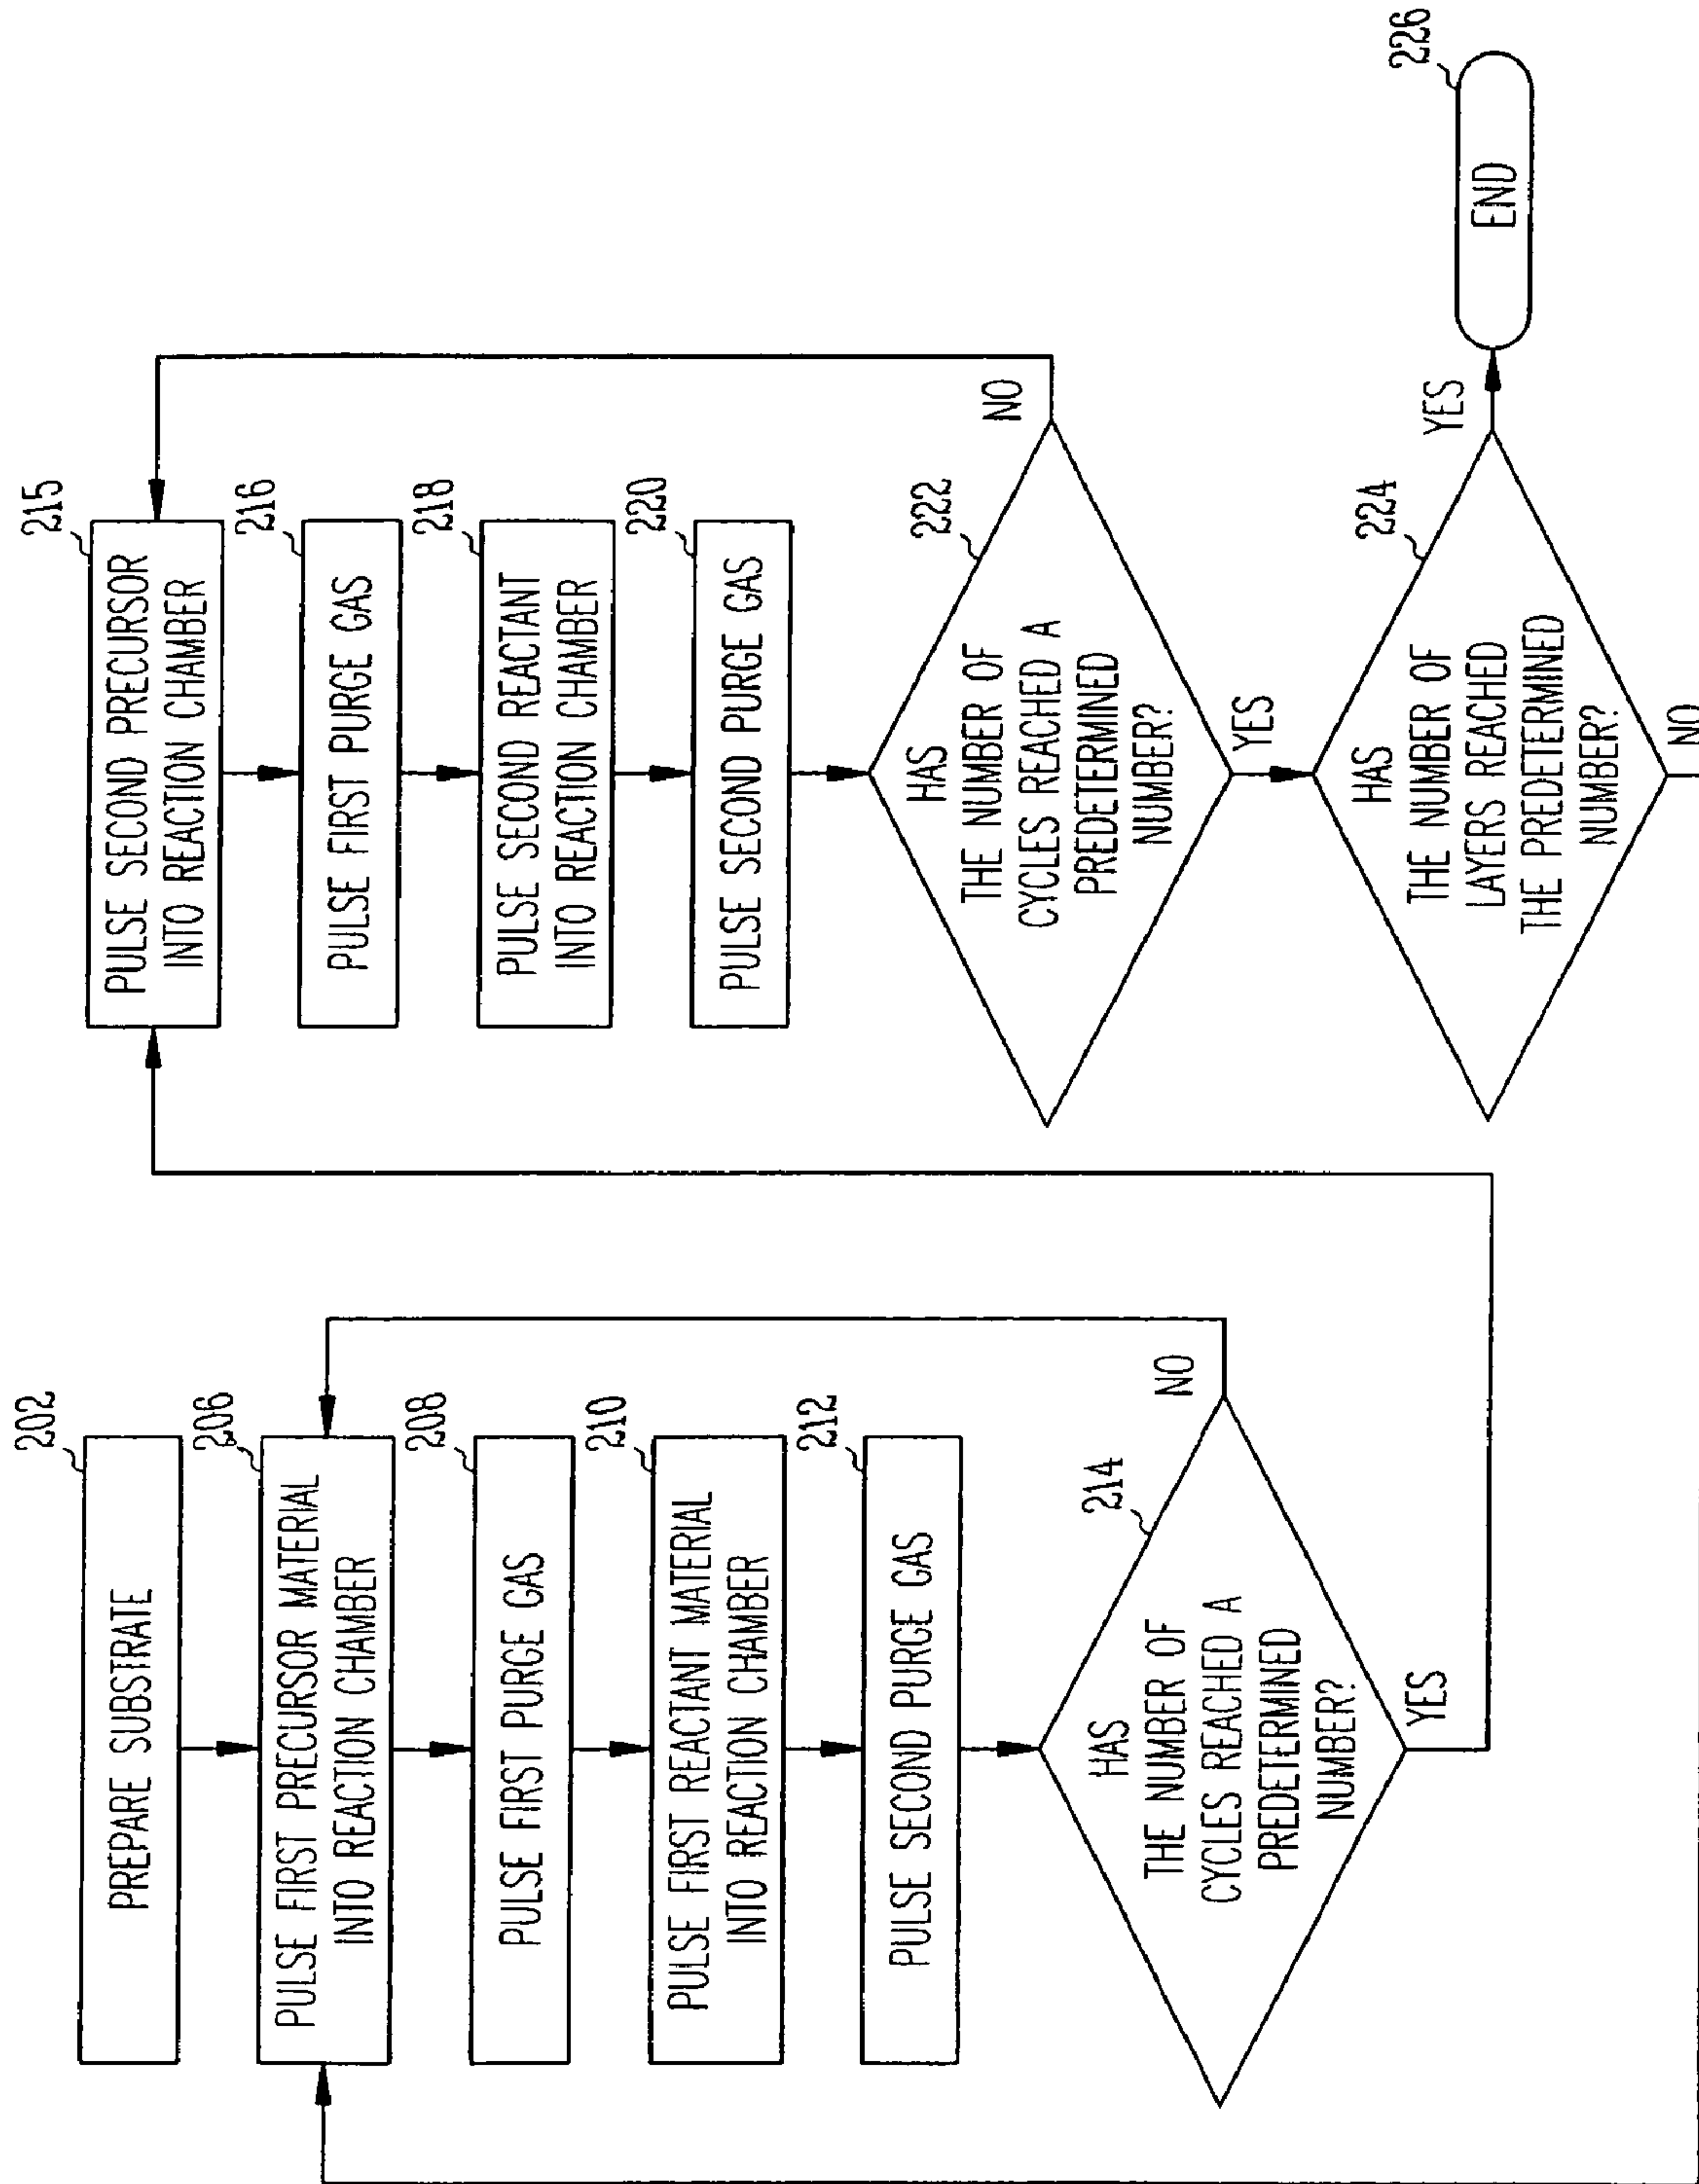 202
PREPARE SUBSTRATE
206
PULSE FIRST PRECURSOR MATERIAL
INTO REACTION CHAMBER
208
PULSE FIRST PURGE GAS
210
PULSE FIRST REACTANT MATERIAL
INTO REACTION CHAMBER
212
PULSE SECOND PURGE GAS
214
HAS
THE NUMBER OF
CYCLES REACHED A
PREDETERMINED
NUMBER?
NO
YES
215
PULSE SECOND PRECURSOR
INTO REACTION CHAMBER
216
PULSE FIRST PURGE GAS
218
PULSE SECOND REACTANT
INTO REACTION CHAMBER
220
PULSE SECOND PURGE GAS
222
HAS
THE NUMBER OF
CYCLES REACHED A
PREDETERMINED
NUMBER?
NO
YES
224
HAS
THE NUMBER OF
LAYERS REACHED
THE PREDETERMINED
NUMBER?
YES
NO
226
END